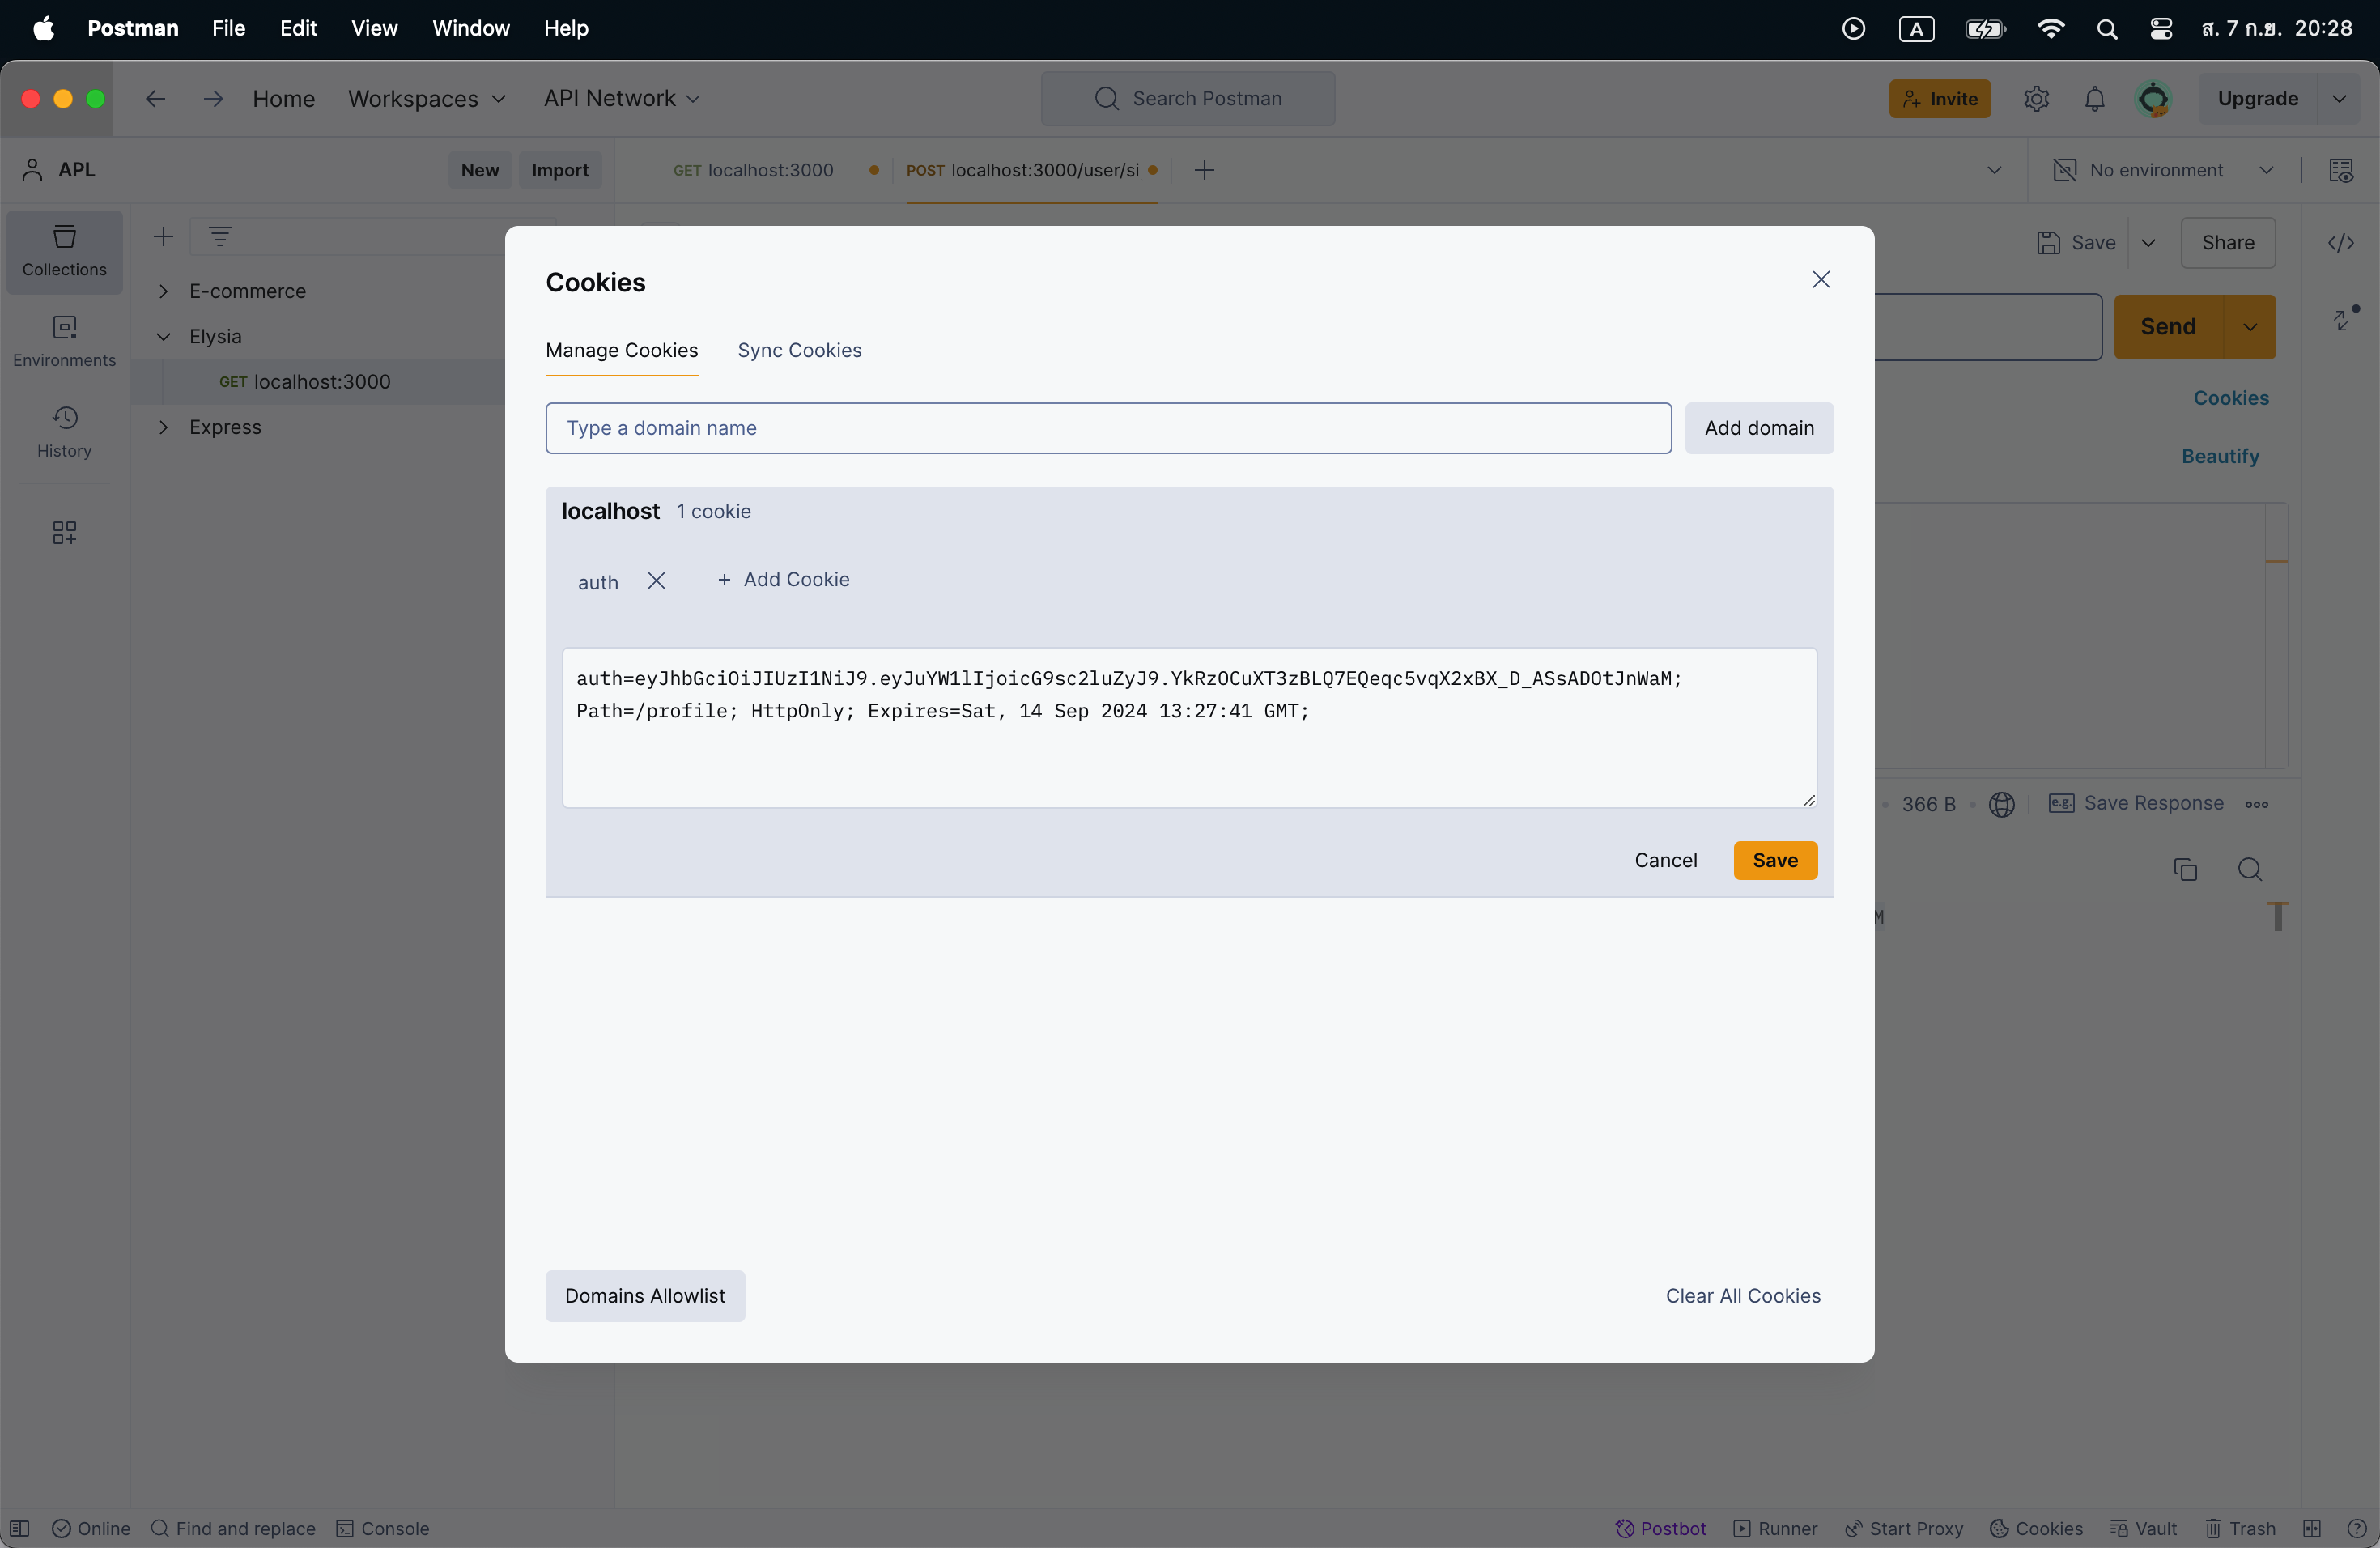 Postman File Edit View Window Help A ส. 7 ก.ย. 20:28
Home Workspaces API Network Search Postman Invite Upgrade
APL New Import GET localhost:3000 POST localhost:3000/user/si No environment
Collections
Environments
History
E-commerce
Elysia
GET localhost:3000
Express
Save Share
Send
Cookies
Beautify
Cookies
Manage Cookies Sync Cookies
Type a domain name Add domain
localhost 1 cookie
auth + Add Cookie
auth=eyJhbGciOiJIUzI1NiJ9.eyJuYW1lIjoicG9sc2luZyJ9.YkRzOCuXT3zBLQ7EQeqc5vqX2xBX_D_ASsADOtJnWaM;
Path=/profile; HttpOnly; Expires=Sat, 14 Sep 2024 13:27:41 GMT;
Cancel Save
366 B e.g. Save Response
M
Domains Allowlist Clear All Cookies
Online Find and replace Console Postbot Runner Start Proxy Cookies Vault Trash